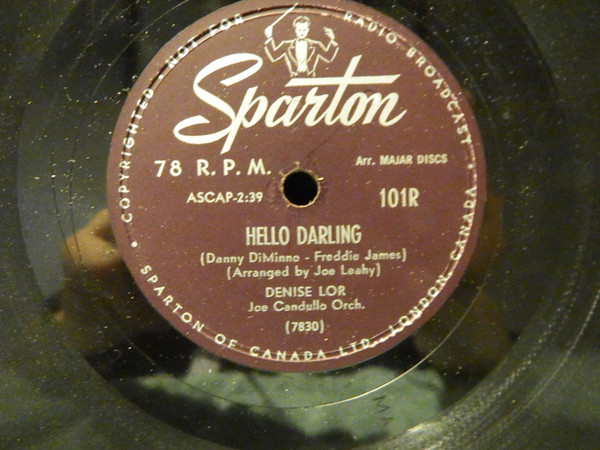 COPYRIGHTED - NOT FOR RADIO BROADCAST -
Sparton
78 R.P.M.
Arr. MAJAR DISCS
ASCAP-2:39
101R
HELLO DARLING
(Danny DiMinno - Freddie James)
(Arranged by Joe Leahy)
DENISE LOR
Joe Candullo Orch.
(7830)
• SPARTON OF CANADA LTD. LONDON, CANADA